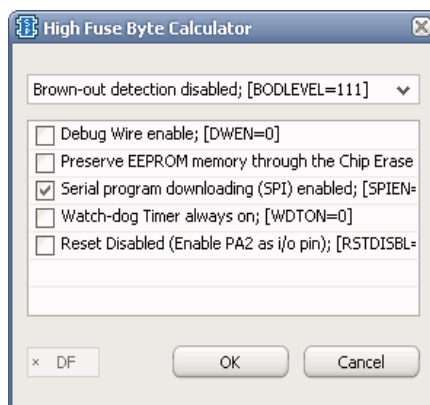 High Fuse Byte Calculator
Brown-out detection disabled; [BODLEVEL=111]
Debug Wire enable; [DWEN=0]
Preserve EEPROM memory through the Chip Erase
Serial program downloading (SPI) enabled; [SPIEN=
Watch-dog Timer always on; [WDTON=0]
Reset Disabled (Enable PA2 as i/o pin); [RSTDISBL=
× DF
OK
Cancel